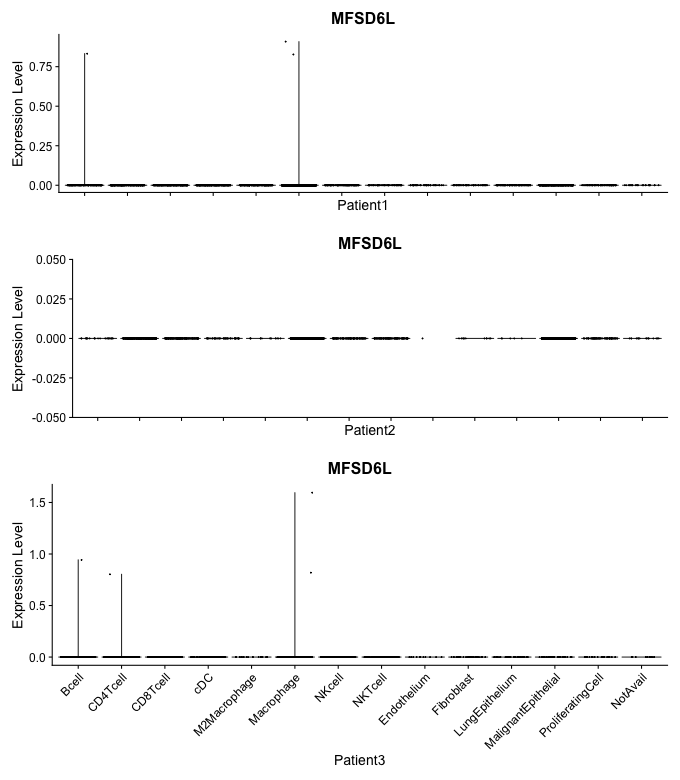 MFSD6L
Expression Level
0.75
0.50
0.25
0.00
Patient1
MFSD6L
Expression Level
0.050
0.025
0.000
-0.025
-0.050
Patient2
MFSD6L
Expression Level
1.5
1.0
0.5
0.0
Bcell
CD4Tcell
CD8Tcell
cDC
M2Macrophage
Macrophage
NKcell
NKTcell
Endothelium
Fibroblast
LungEpithelium
MalignantEpithelial
ProliferatingCell
NotAvail
Patient3